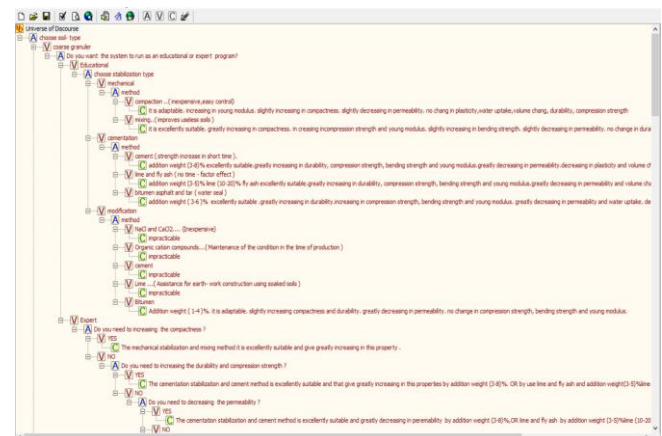 A V C
Universe of Discourse
A choose soil- type
V coarse granuler
A Do you want the system to run as an educational or expert program?
V Educational
A choose stabilization type
V mechanical
A method
V compaction ..( inexpensive,easy control)
C it is adaptable. increasing in young modulus. slightly increasing in compactness. slightly decreasing in permeability. no chang in plasticity,water uptake,volume chang, durability, compression strength
V mixing..(improves useless soils )
C it is excellently suitable. greatly increasing in compactness. in creasing incompression strength and young modulus. slightly increasing in bending strength. slightly decreasing in permeability. no change in dura
V cementation
A method
V cement ( strength increase in short time ).
C addition weight (3-8)% excellently suitable.greatly increasing in durability, compression strength, bending strength and young modulus.greatly decreasing in permeability.decreasing in plasticity and volume ch
V lime and fly ash ( no time - factor effect )
C addition weight (3-5)% lime (10-20)% fly ash excellently suitable.greatly increasing in durability, compression strength, bending strength and young modulus.greatly decreasing in permeability and volume cha
V bitumen asphalt and tar ( water seal )
C addition weight ( 3-6 )%  excellently suitable .greatly increasing in durability.increasing in compression strength, bending strength and young modulus. greatly decreasing in permeability and water uptake. de
V modification
A method
V NaCl and CaCl2.... (Inexpensive)
C impracticable
V Organic cation compounds...( Maintenance of the condition in the time of production )
C impracticable
V cement
C impracticable
V Lime ...( Assistance for earth- work construction using soaked soils )
C impracticable
V Bitumen
C Addition weight ( 1-4 )%. it is adaptable. slightly increasing compactness and durability. greatly decreasing in permeability. no change in compression strength, bending strength and young modulus.
V Expert
A Do you need to increasing the compactness ?
V YES
C The mechanical stabilization and mixing method it is excellently suitable and give greatly increasing in this property .
V NO
A Do you need to increasing the durability and compression strength ?
V YES
C The cementation stabilization and cement method is excellently suitable and that give greatly increasing in this properties by addition weight (3-8)%. OR by use lime and fly ash and addition weight(3-5)%lime
V NO
A Do you need to decreasing the permeability ?
V YES
C The cementation stabilization and cement method is excellently suitable and greatly decreasing in perenability by addition weight (3-8)%,OR lime and fly ash by addition weight (3-5)%lime (10-20
V NO